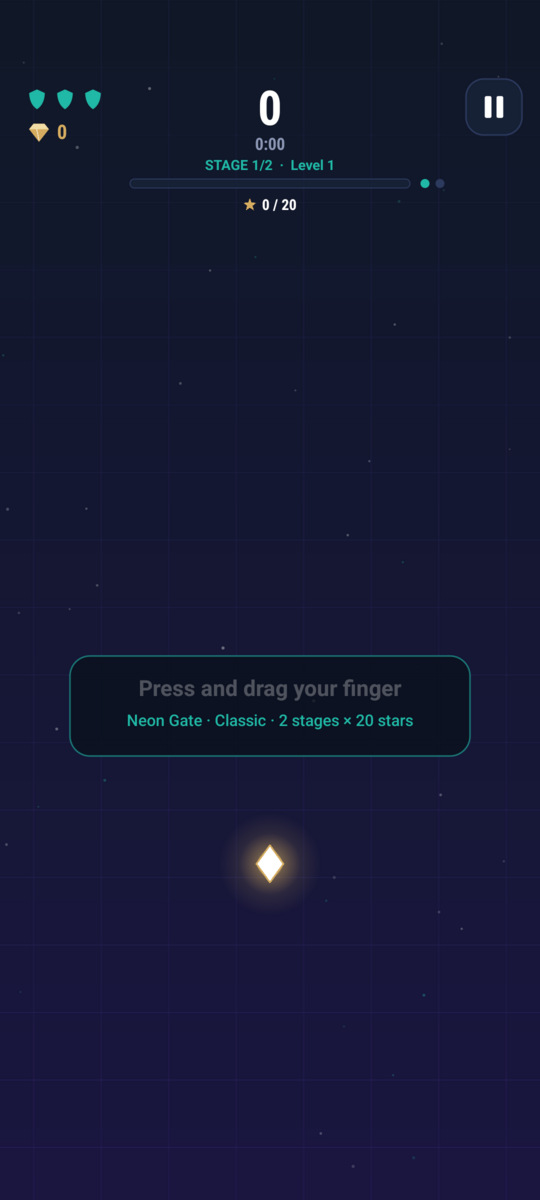 0
0
0:00
STAGE 1/2 · Level 1
0 / 20
Press and drag your finger
Neon Gate · Classic · 2 stages × 20 stars